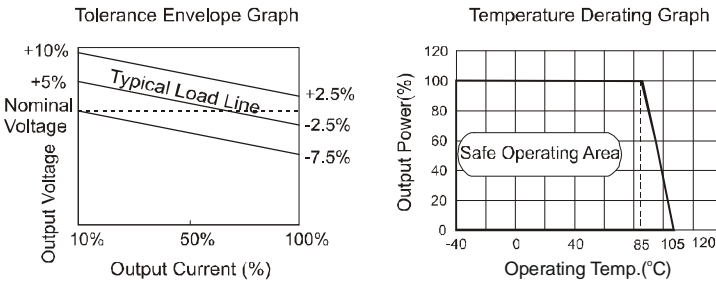 Tolerance Envelope Graph
+10%
+5%
Nominal
Voltage
Output Voltage
Typical Load Line
+2.5%
-2.5%
-7.5%
10%
50%
100%
Output Current (%)
Temperature Derating Graph
120
100
80
60
40
20
0
Output Power(%)
Safe Operating Area
-40
0
40
85
105
120
Operating Temp.(°C)